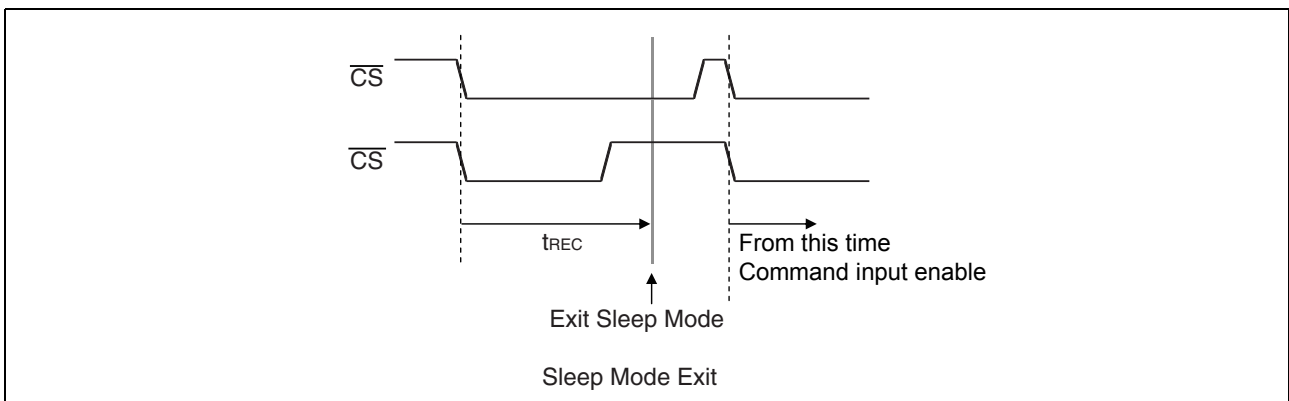 CS
CS
tREC
From this time
Command input enable
Exit Sleep Mode
Sleep Mode Exit